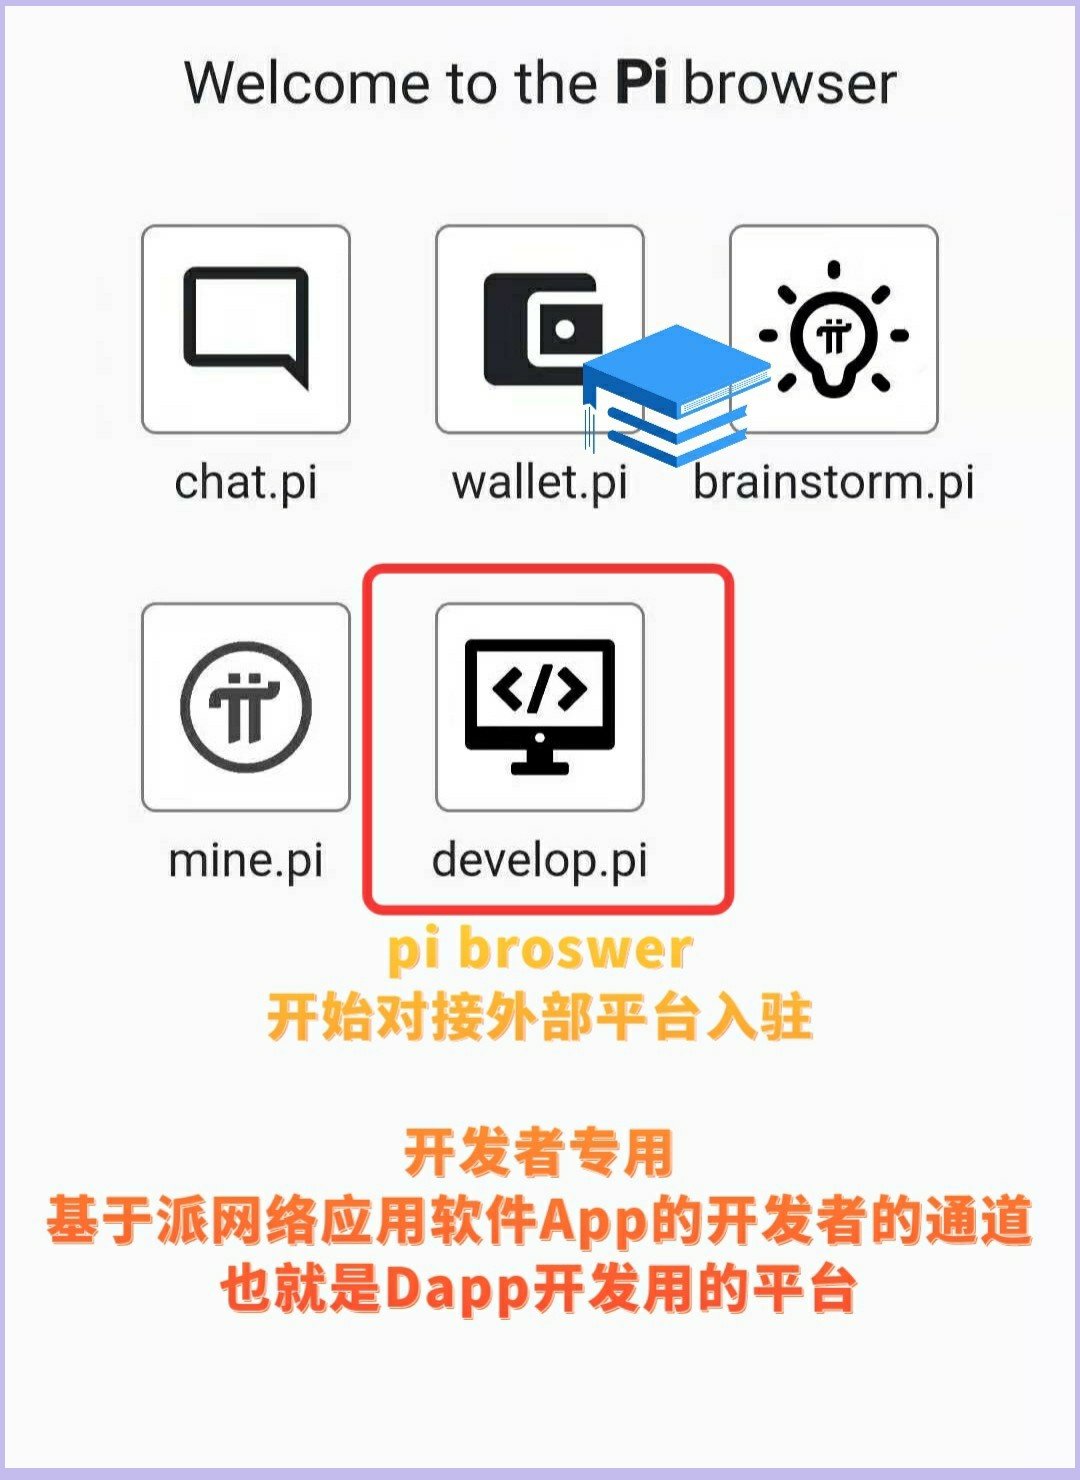 Welcome to the Pi browser
chat.pi
wallet.pi
brainstorm.pi
mine.pi
develop.pi
pi broswer
开始对接外部平台入驻
开发者专用
基于派网络应用软件App的开发者的通道
也就是Dapp开发用的平台